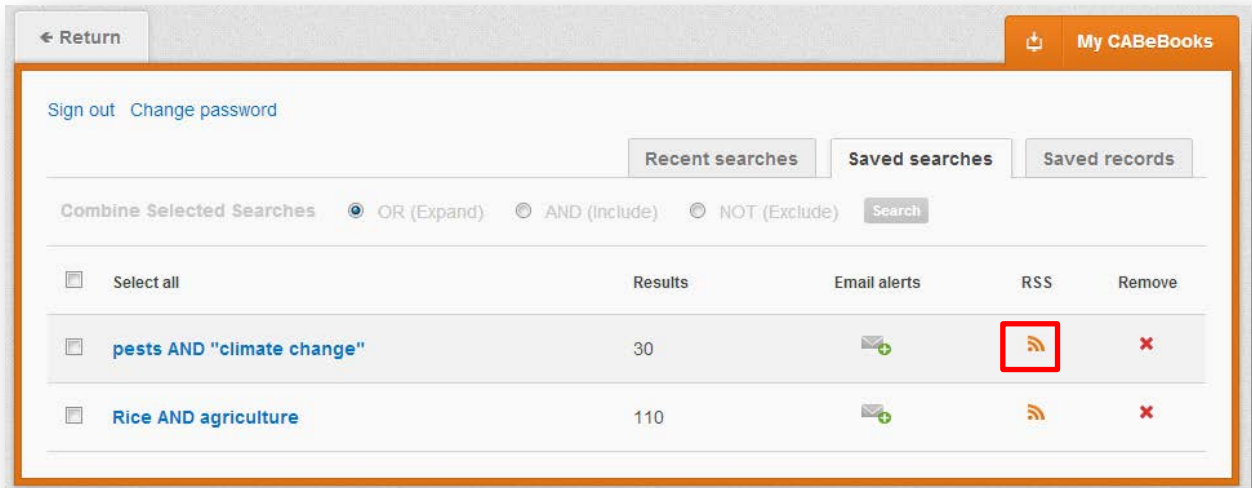 Return
My CABeBooks
Sign out Change password
Recent searches Saved searches Saved records
Combine Selected Searches OR (Expand) AND (Include) NOT (Exclude) Search
Select all Results Email alerts RSS Remove
pests AND "climate change" 30
Rice AND agriculture 110